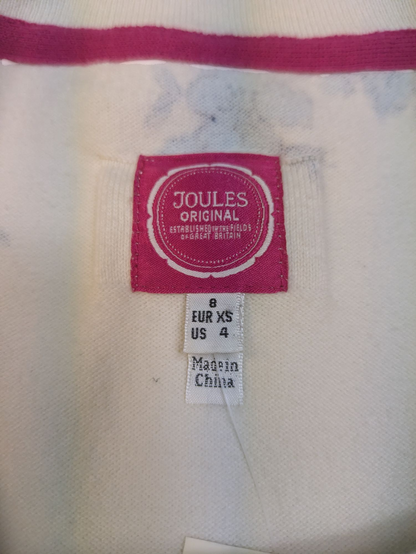 JOULES
ORIGINAL
ESTABLISHED IN THE FIELDS
OF GREAT BRITAIN
8
EUR XS
US 4
Made in
China